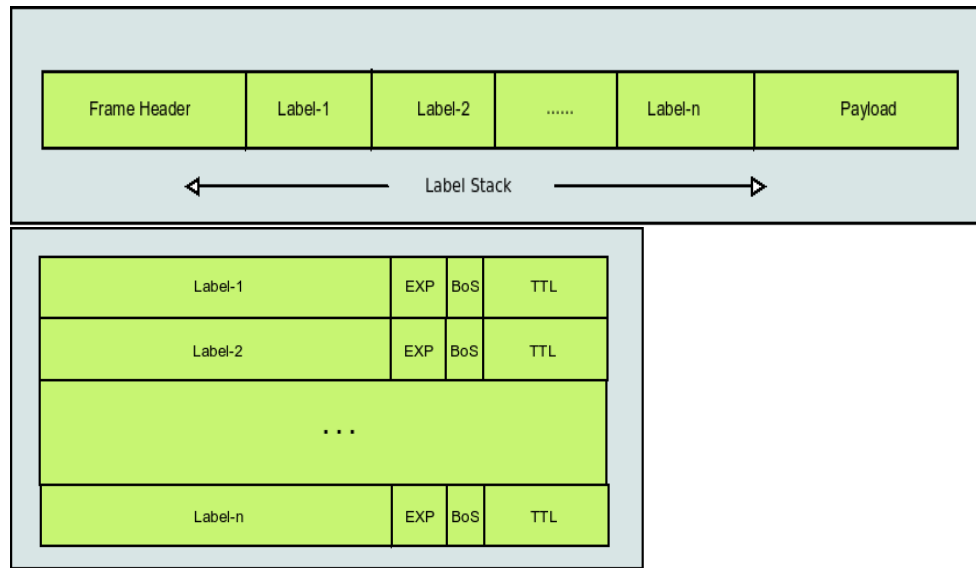 Frame Header Label-1 Label-2 ...... Label-n Payload
Label Stack
Label-1 EXP BoS TTL
Label-2 EXP BoS TTL
...
Label-n EXP BoS TTL